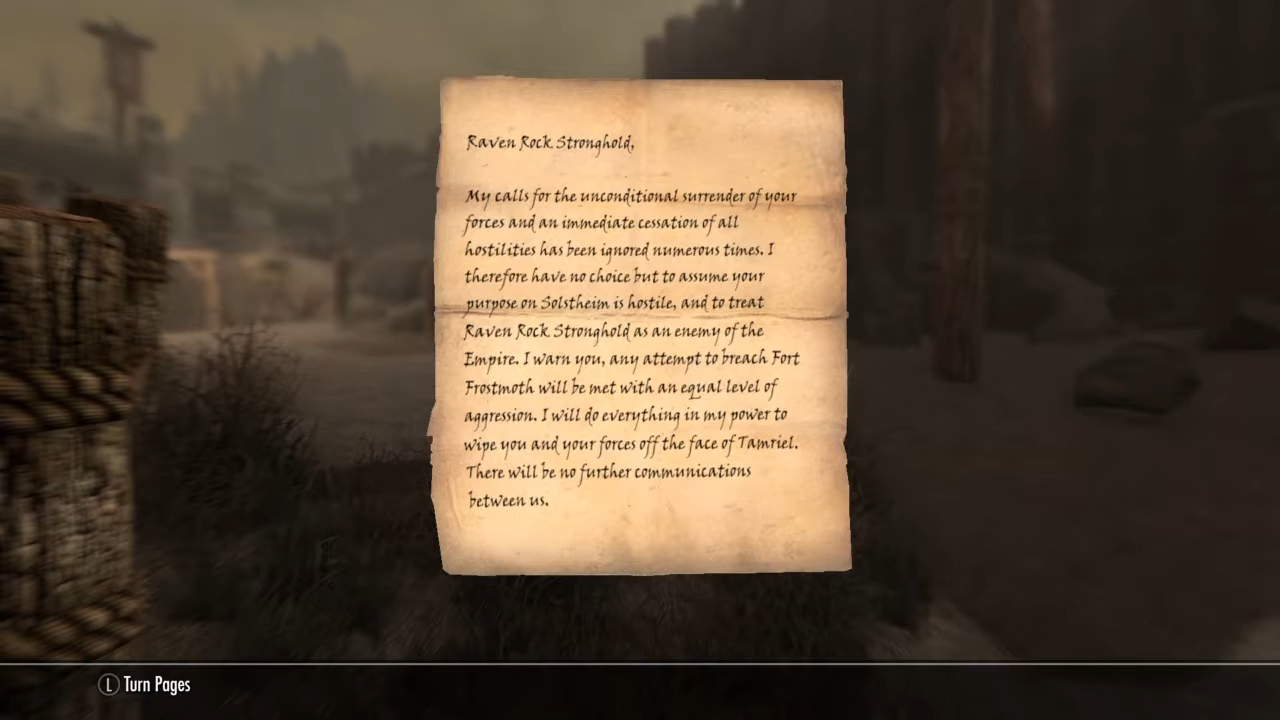 Raven Rock Stronghold,
My calls for the unconditional surrender of your
forces and an immediate cessation of all
hostilities has been ignored numerous times. I
therefore have no choice but to assume your
purpose on Solstheim is hostile, and to treat
Raven Rock Stronghold as an enemy of the
Empire. I warn you, any attempt to breach Fort
Frostmoth will be met with an equal level of
aggression. I will do everything in my power to
wipe you and your forces off the face of Tamriel.
There will be no further communications
between us.
L Turn Pages